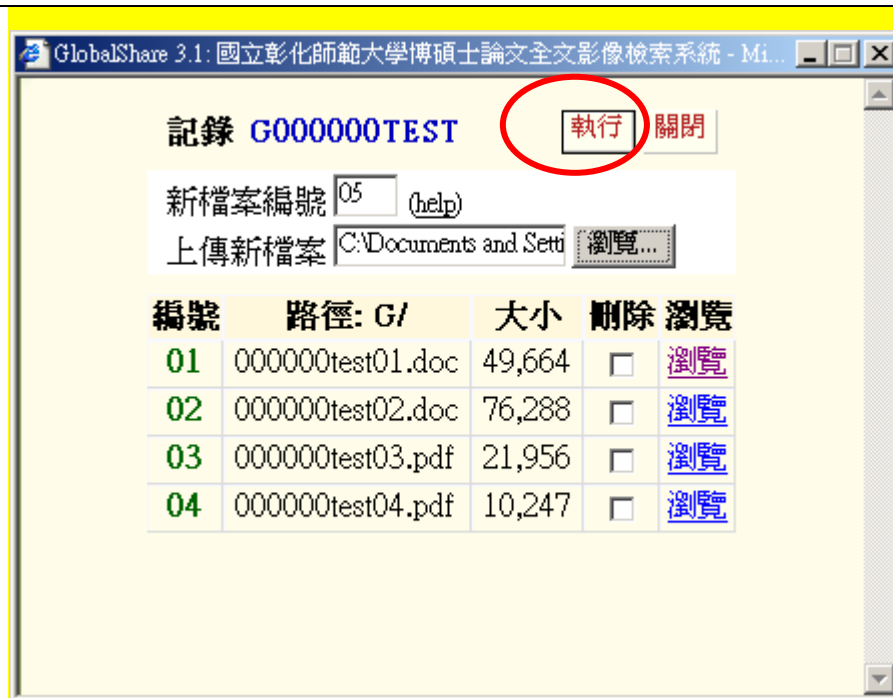 GlobalShare 3.1: 國立彰化師範大學博碩士論文全文影像檢索系統 - Mi...
記錄 G000000TEST 執行 關閉
新檔案編號 05 (help)
上傳新檔案 C:\Documents and Setti 瀏覽...
編號 路徑: G/ 大小 刪除 瀏覽
01 000000test01.doc 49,664 瀏覽
02 000000test02.doc 76,288 瀏覽
03 000000test03.pdf 21,956 瀏覽
04 000000test04.pdf 10,247 瀏覽